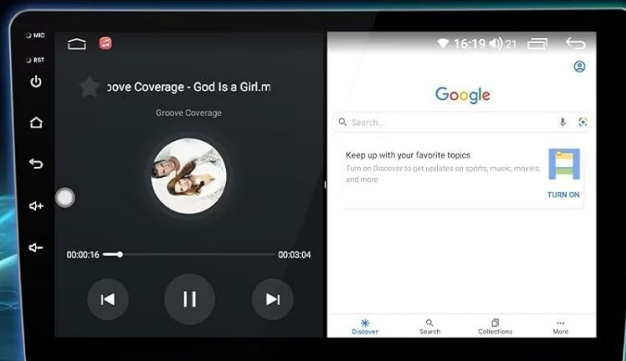 MIC
RST
16:19
21
oove Coverage - God Is a Girl.m
Groove Coverage
00:00:16
00:03:04
Google
Search..
Keep up with your favorite topics
Turn on Discover to get updates on sports, music, movies,
and more
TURN ON
Discover
Search
Collections
More